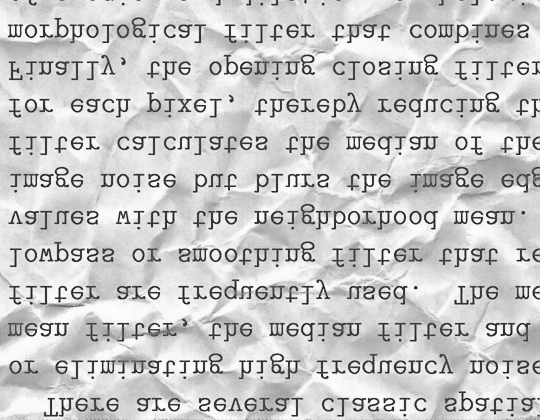 There are several classic spatial
or eliminating high frequency noise
mean filter, the median filter and
filter are frequently used. The me
lowpass or smoothing filter that re
values with the neighborhood mean.
image noise but blurs the image edg
filter calculates the median of the
for each pixel, thereby reducing th
Finally, the opening closing filter
morphological filter that combines